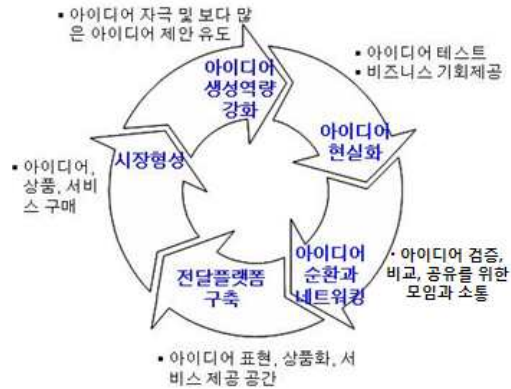 ▪ 아이디어 자극 및 보다 많
은 아이디어 제안 유도
아이디어
생성역량
강화
▪ 아이디어 테스트
▪ 비즈니스 기회제공
아이디어
현실화
시장형성
▪ 아이디어,
상품, 서비
스 구매
아이디어
순환과
네트워킹
· 아이디어 검증,
비교, 공유를 위한
모임과 소통
전달플랫폼
구축
▪ 아이디어 표현, 상품화, 서
비스 제공 공간